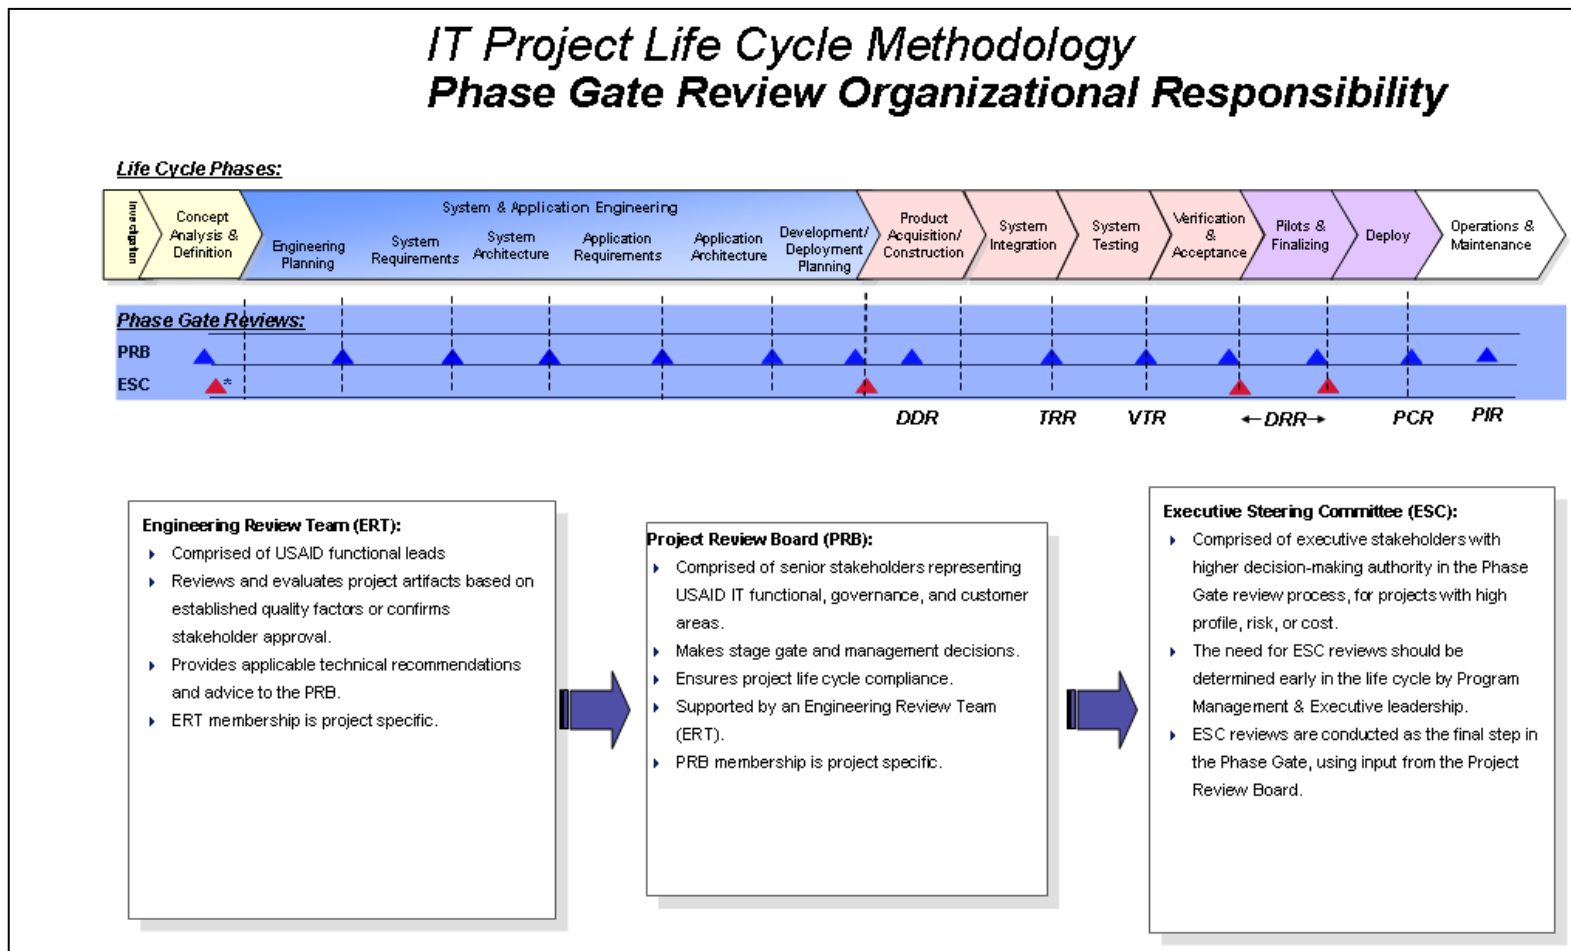 IT Project Life Cycle Methodology
Phase Gate Review Organizational Responsibility
Life Cycle Phases:
Investigation
Concept
Analysis &
Definition
System & Application Engineering
Engineering
Planning
System
Requirements
System
Architecture
Application
Requirements
Application
Architecture
Development/
Deployment
Planning
Product
Acquisition/
Construction
System
Integration
System
Testing
Verification
&
Acceptance
Pilots &
Finalizing
Deploy
Operations &
Maintenance
Phase Gate Reviews:
PRB
ESC
*
DDR
TRR
VTR
←DRR→
PCR
PIR
Engineering Review Team (ERT):
Comprised of USAID functional leads
Reviews and evaluates project artifacts based on
established quality factors or confirms
stakeholder approval.
Provides applicable technical recommendations
and advice to the PRB.
ERT membership is project specific.
Project Review Board (PRB):
Comprised of senior stakeholders representing
USAID IT functional, governance, and customer
areas.
Makes stage gate and management decisions.
Ensures project life cycle compliance.
Supported by an Engineering Review Team
(ERT).
PRB membership is project specific.
Executive Steering Committee (ESC):
Comprised of executive stakeholders with
higher decision-making authority in the Phase
Gate review process, for projects with high
profile, risk, or cost.
The need for ESC reviews should be
determined early in the life cycle by Program
Management & Executive leadership.
ESC reviews are conducted as the final step in
the Phase Gate, using input from the Project
Review Board.